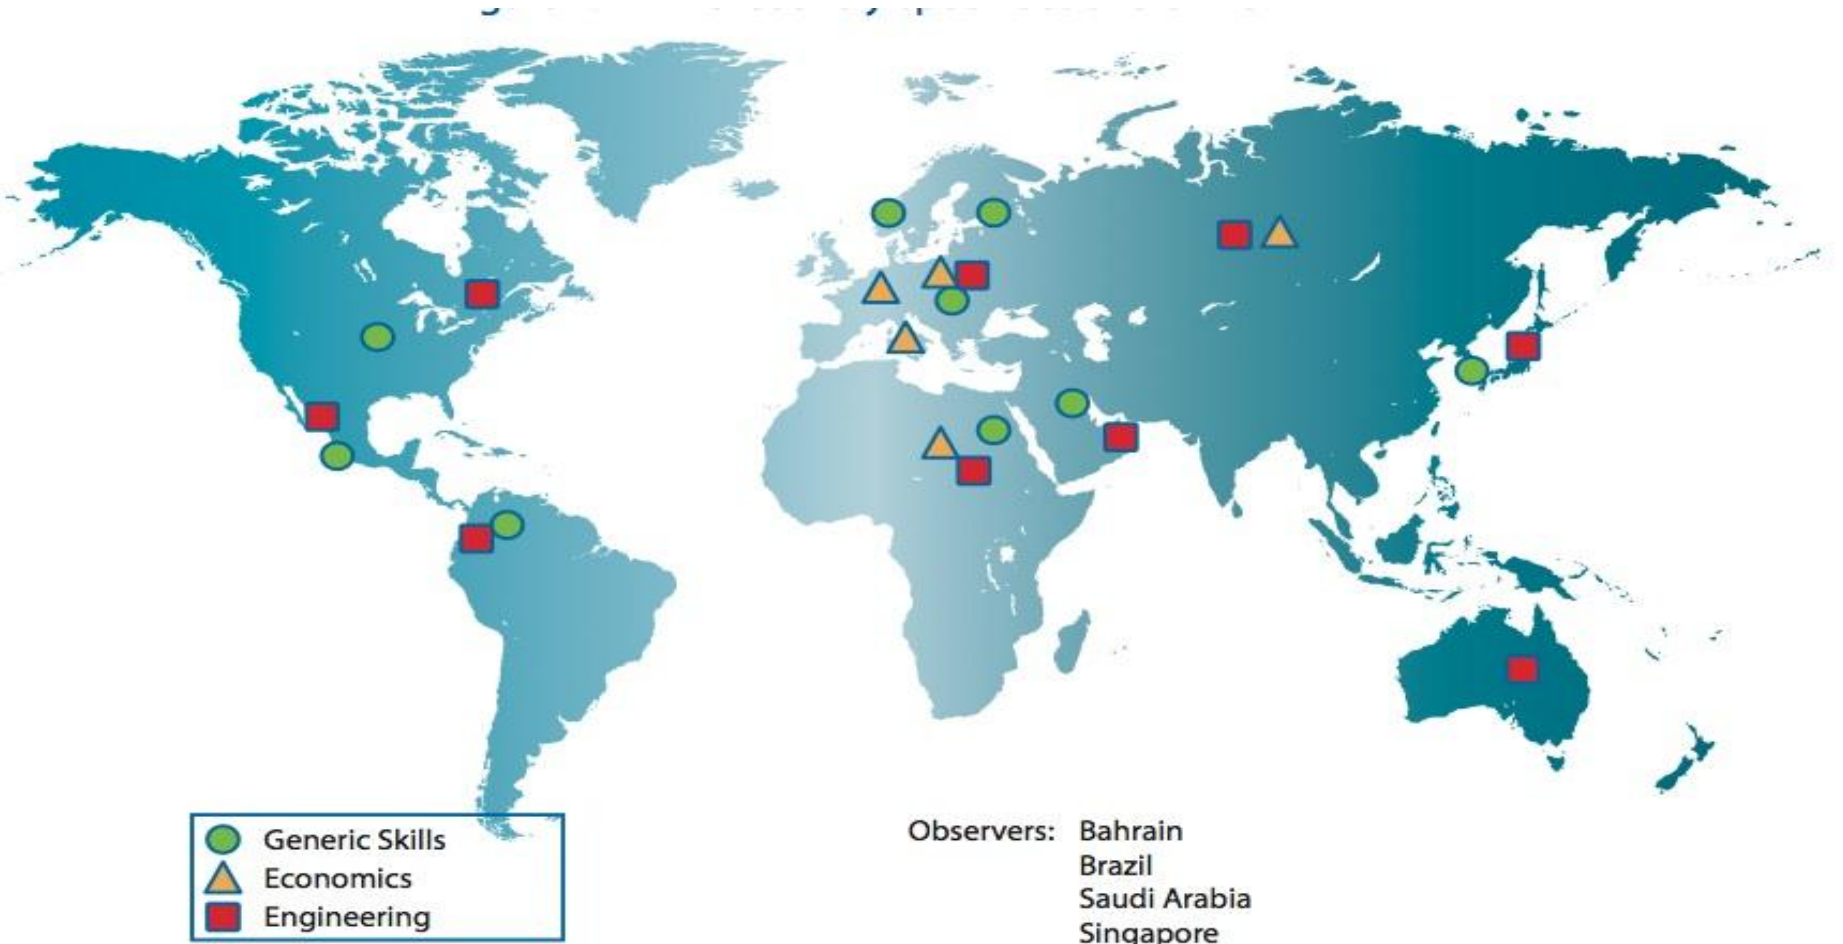 Generic Skills
Economics
Engineering
Observers: Bahrain
Brazil
Saudi Arabia
Singapore